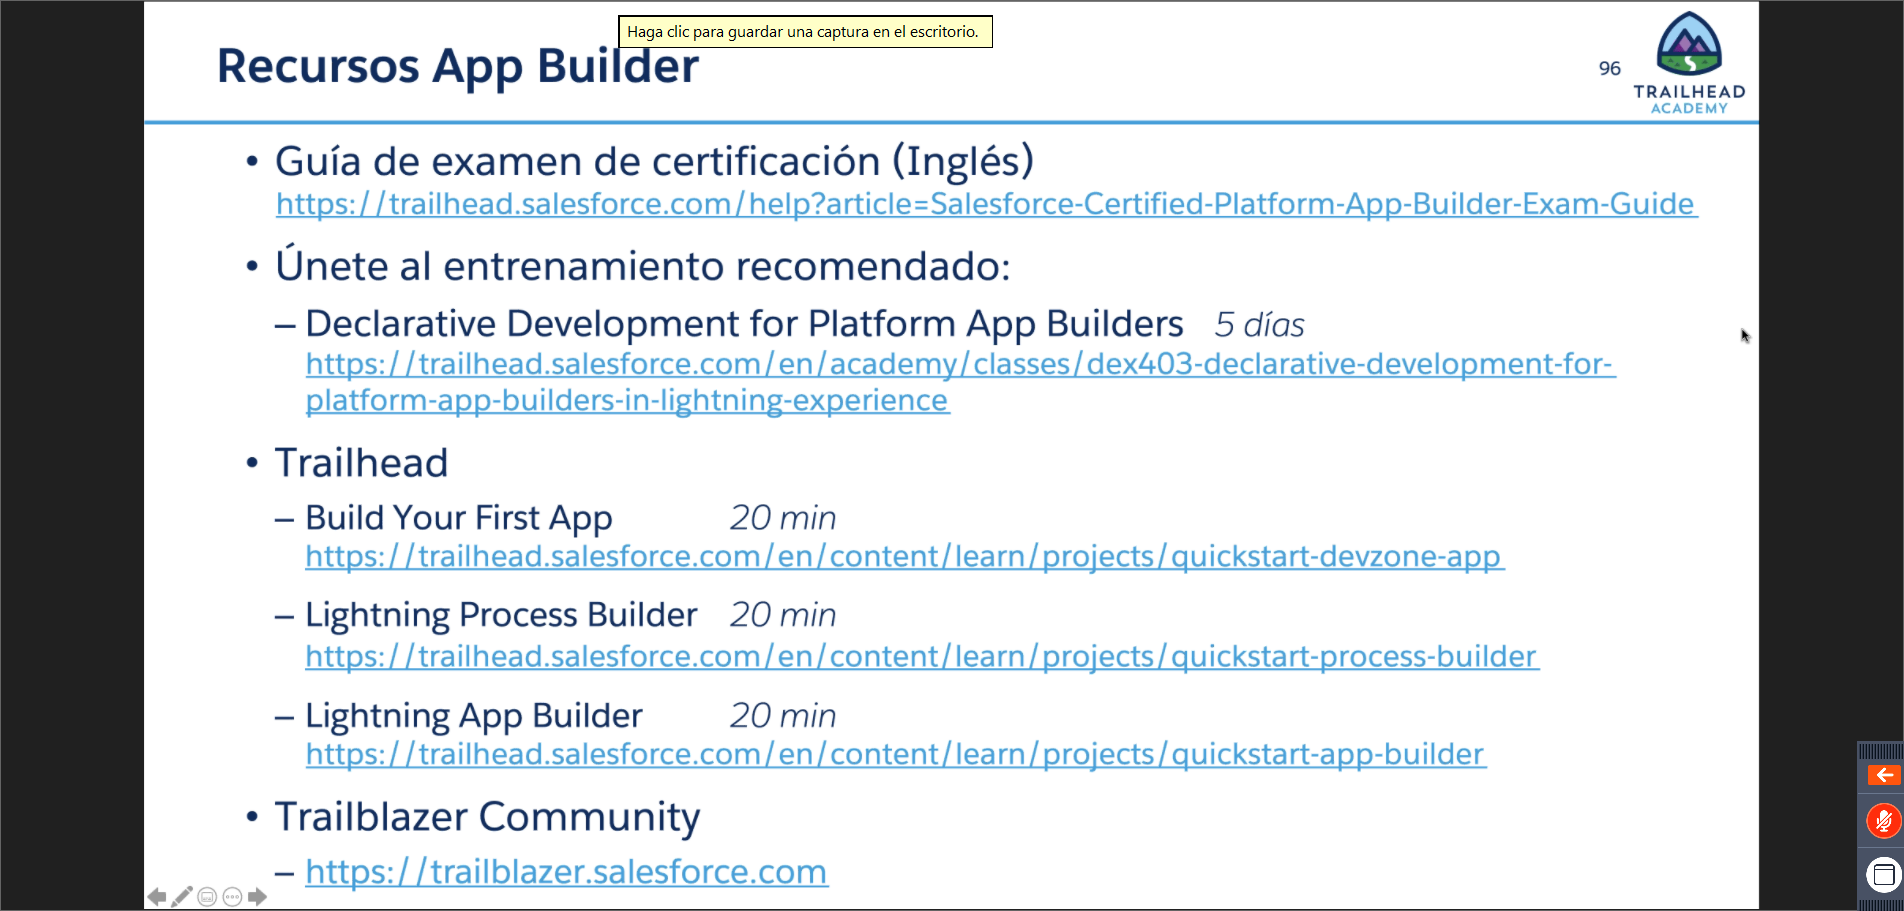 Haga clic para guardar una captura en el escritorio.
Recursos App Builder
96
TRAILHEAD
ACADEMY
• Guía de examen de certificación (Inglés)
https://trailhead.salesforce.com/help?article=Salesforce-Certified-Platform-App-Builder-Exam-Guide
• Únete al entrenamiento recomendado:
– Declarative Development for Platform App Builders 5 días
https://trailhead.salesforce.com/en/academy/classes/dex403-declarative-development-for-
platform-app-builders-in-lightning-experience
• Trailhead
– Build Your First App 20 min
https://trailhead.salesforce.com/en/content/learn/projects/quickstart-devzone-app
– Lightning Process Builder 20 min
https://trailhead.salesforce.com/en/content/learn/projects/quickstart-process-builder
– Lightning App Builder 20 min
https://trailhead.salesforce.com/en/content/learn/projects/quickstart-app-builder
• Trailblazer Community
– https://trailblazer.salesforce.com